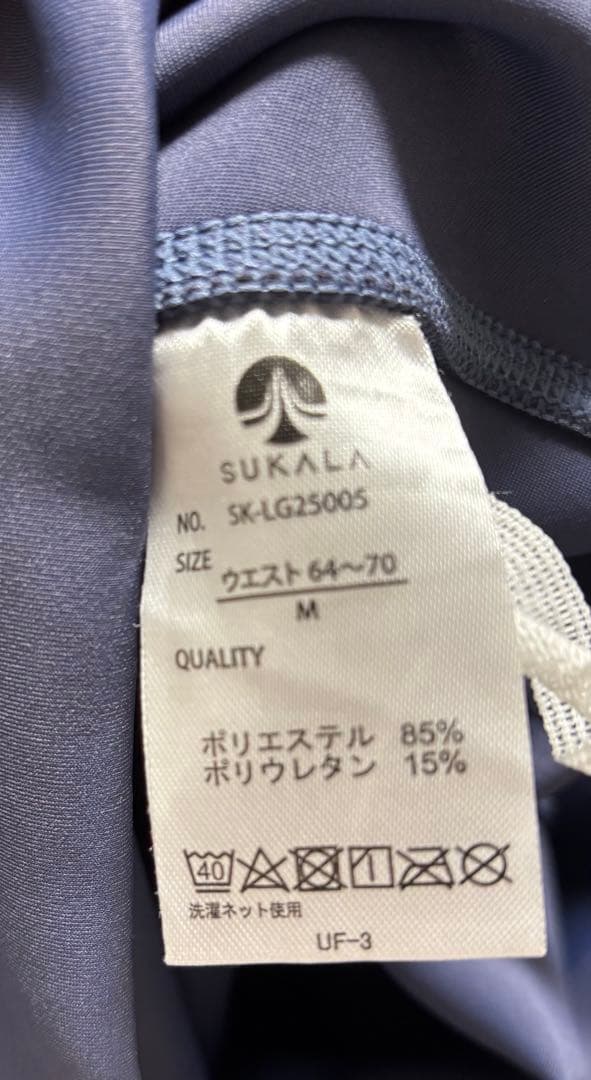 SUKALA
NO. SK-LG25005
SIZE ウエスト 64～70
M
QUALITY
ポリエステル 85%
ポリウレタン 15%
40
洗濯ネット使用
UF-3